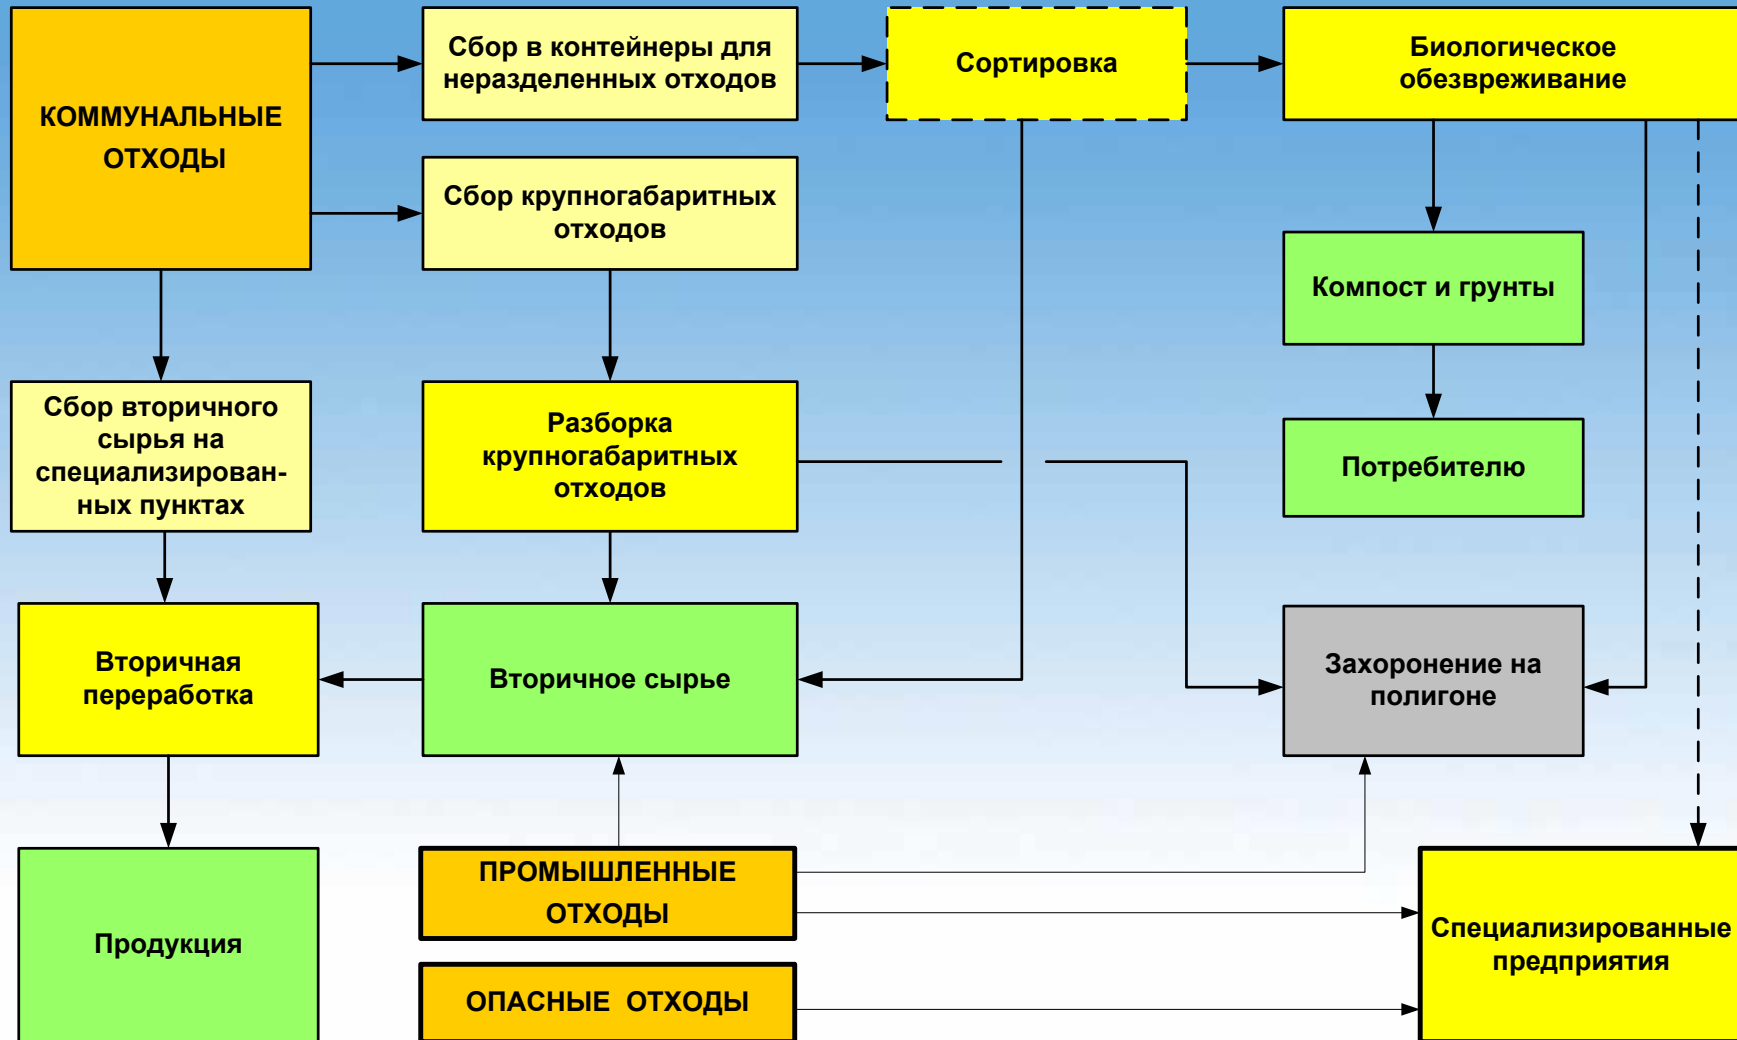 КОММУНАЛЬНЫЕ
ОТХОДЫ
Сбор в контейнеры для
неразделенных отходов
Сортировка
Биологическое
обезвреживание
Сбор крупногабаритных
отходов
Компост и грунты
Сбор вторичного
сырья на
специализирован-
ных пунктах
Разборка
крупногабаритных
отходов
Потребителю
Вторичная
переработка
Вторичное сырье
Захоронение на
полигоне
Продукция
ПРОМЫШЛЕННЫЕ
ОТХОДЫ
ОПАСНЫЕ ОТХОДЫ
Специализированные
предприятия